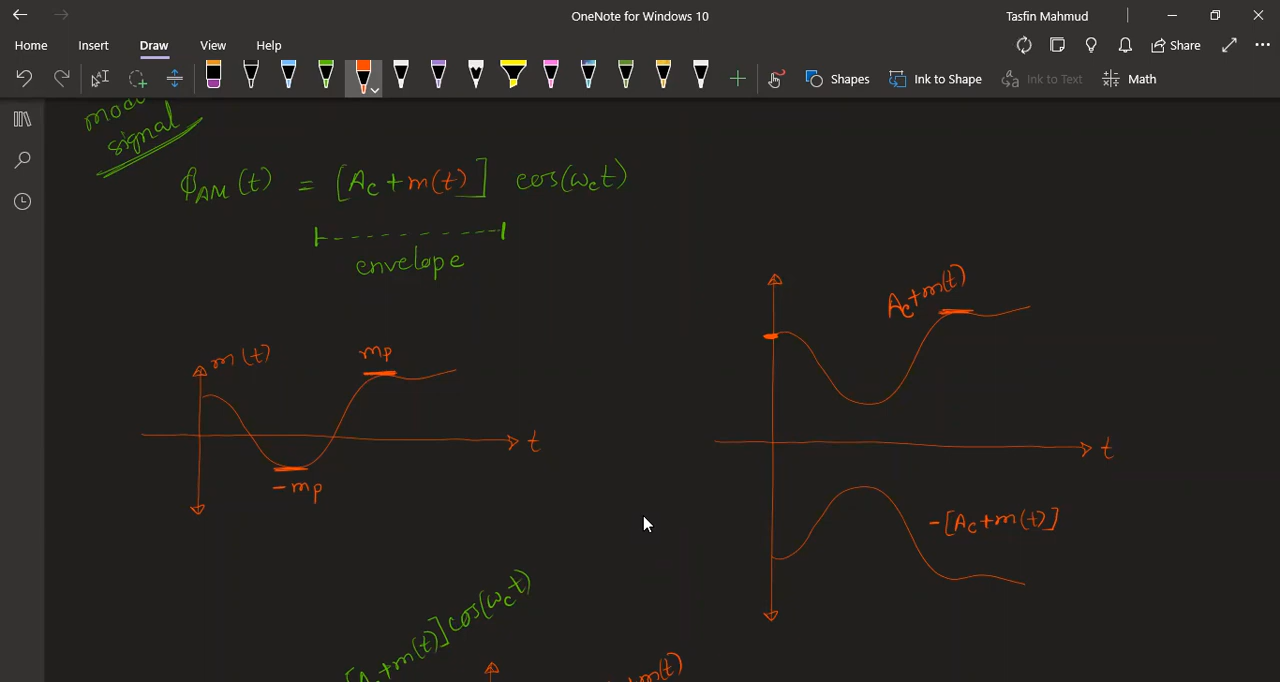 OneNote for Windows 10
Tasfin Mahmud
Home Insert Draw View Help
Share
Shapes Ink to Shape Ink to Text Math
signal
ϕAM(t) = [Ac+m(t)] cos(ωct)
envelope
m(t)
mp
t
-mp
Ac+m(t)
t
-[Ac+m(t)]
+m(t)]cos(ωct)
m(t)